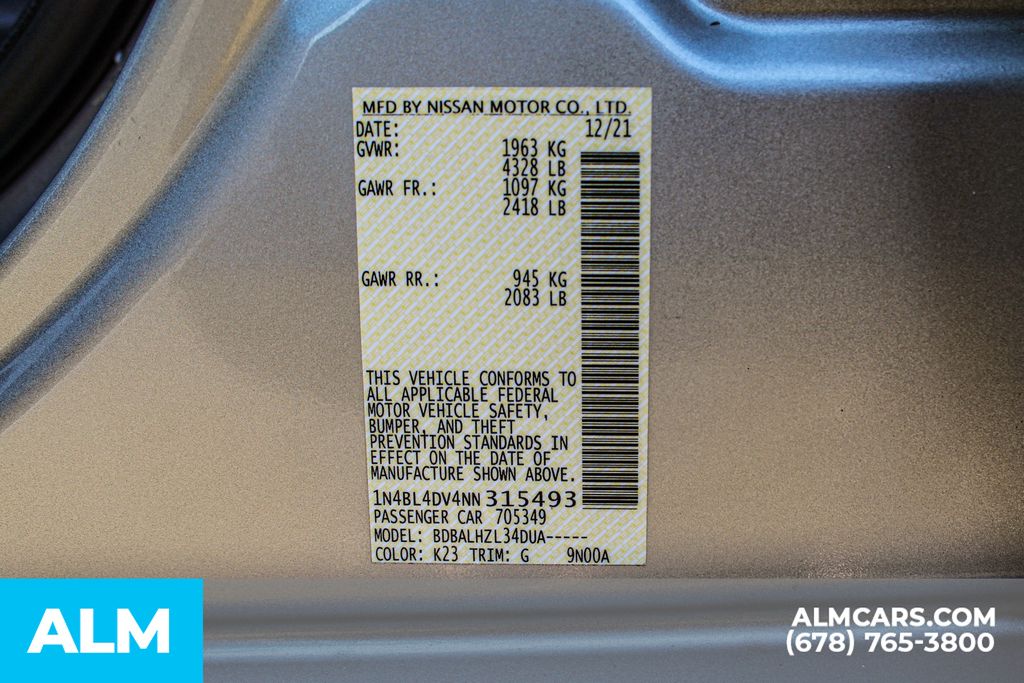 MFD BY NISSAN MOTOR CO., LTD.
DATE: 12/21
GVWR: 1963 KG
4328 LB
GAWR FR.: 1097 KG
2418 LB
GAWR RR.: 945 KG
2083 LB
THIS VEHICLE CONFORMS TO
ALL APPLICABLE FEDERAL
MOTOR VEHICLE SAFETY,
BUMPER, AND THEFT
PREVENTION STANDARDS IN
EFFECT ON THE DATE OF
MANUFACTURE SHOWN ABOVE.
1N4BL4DV4NN315493
PASSENGER CAR 705349
MODEL: BDBALHZL34DUA-----
COLOR: K23 TRIM: G 9N00A
ALM
ALMCARS.COM
(678) 765-3800